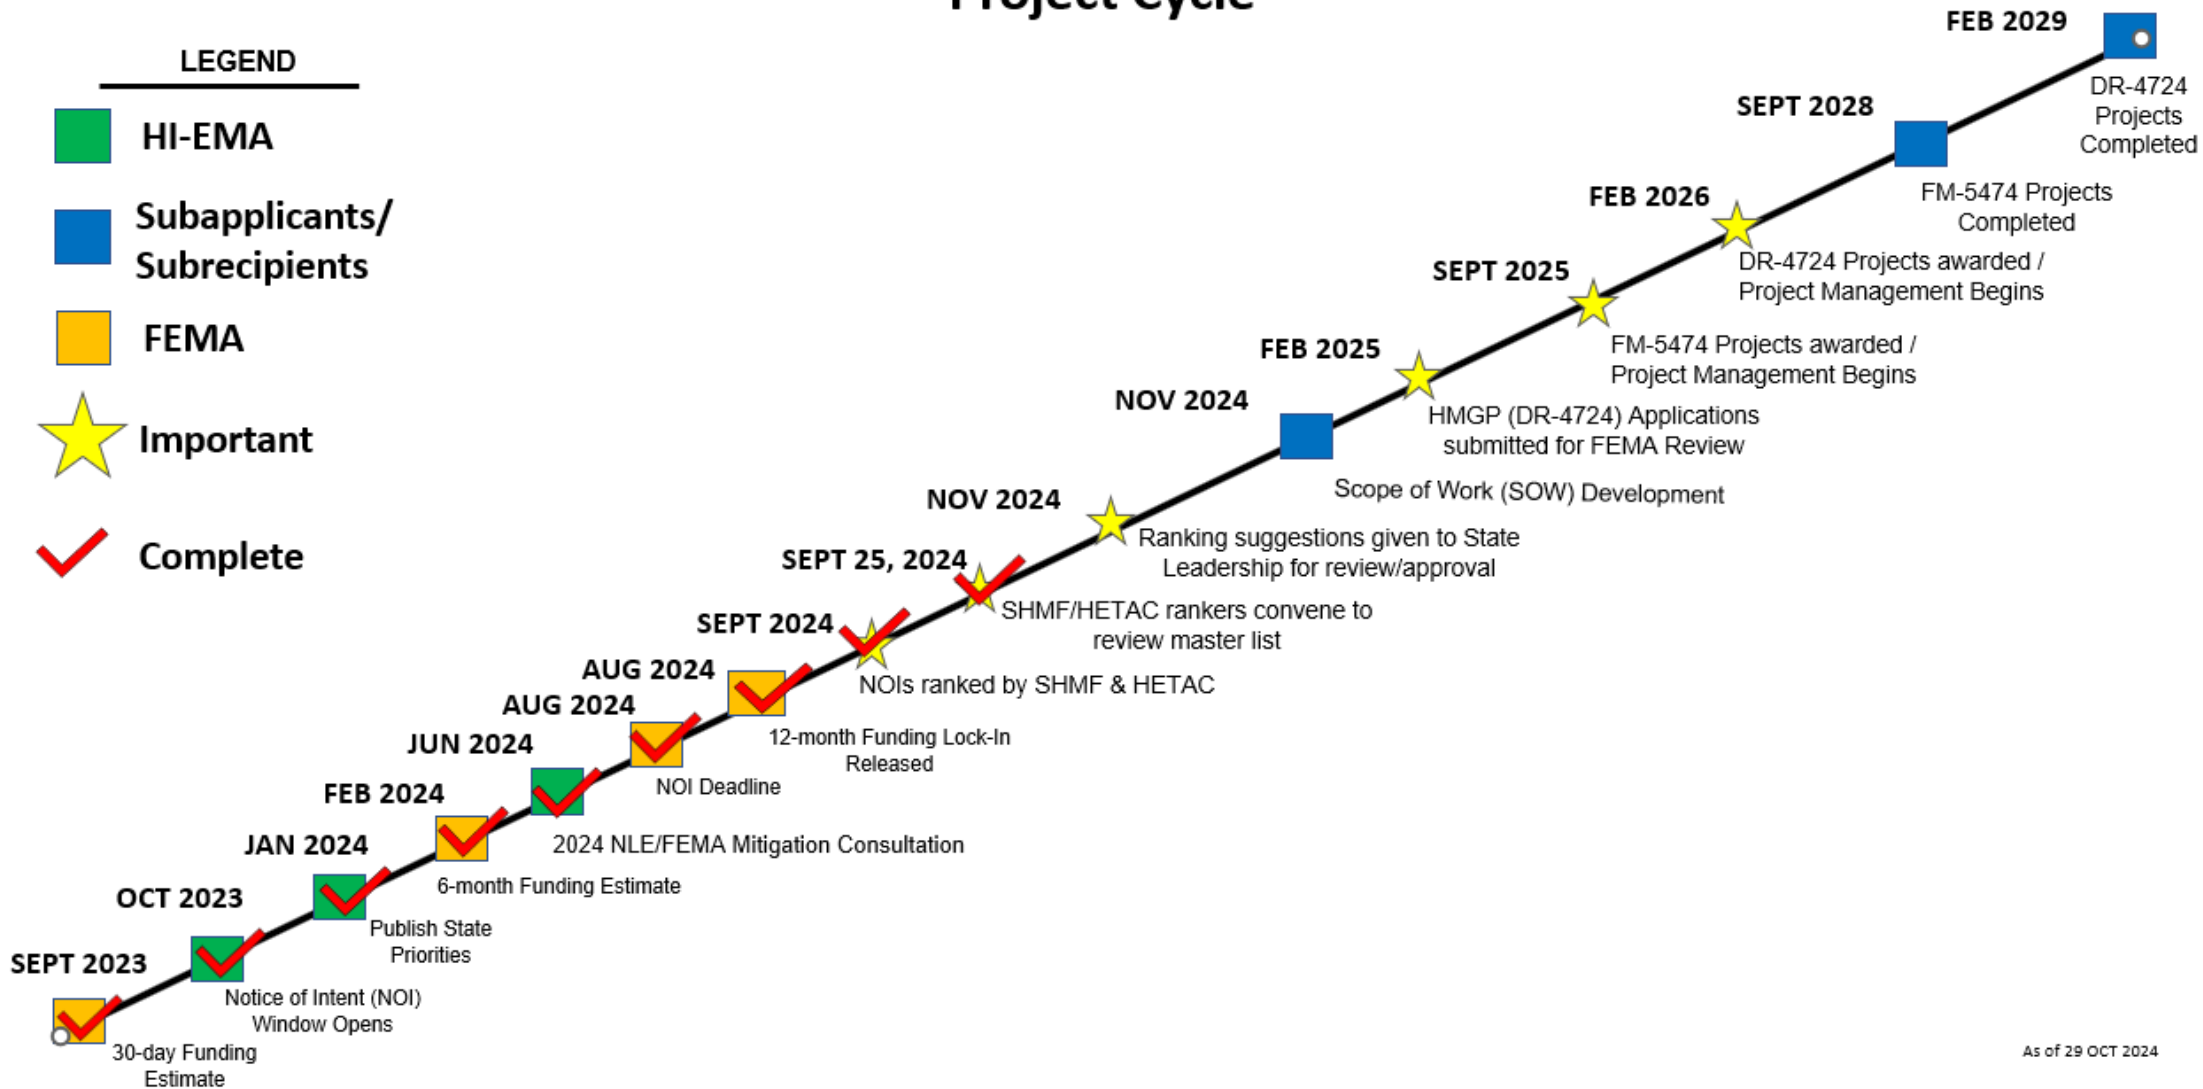 Project Cycle
LEGEND
HI-EMA
Subapplicants/
Subrecipients
FEMA
Important
Complete
SEPT 2023
30-day Funding
Estimate
OCT 2023
Notice of Intent (NOI)
Window Opens
JAN 2024
Publish State
Priorities
FEB 2024
6-month Funding Estimate
JUN 2024
2024 NLE/FEMA Mitigation Consultation
AUG 2024
NOI Deadline
AUG 2024
12-month Funding Lock-In
Released
SEPT 2024
NOIs ranked by SHMF & HETAC
SEPT 25, 2024
SHMF/HETAC rankers convene to
review master list
NOV 2024
Ranking suggestions given to State
Leadership for review/approval
NOV 2024
Scope of Work (SOW) Development
FEB 2025
HMGP (DR-4724) Applications
submitted for FEMA Review
SEPT 2025
FM-5474 Projects awarded /
Project Management Begins
FEB 2026
DR-4724 Projects awarded /
Project Management Begins
SEPT 2028
FM-5474 Projects
Completed
FEB 2029
DR-4724
Projects
Completed
As of 29 OCT 2024